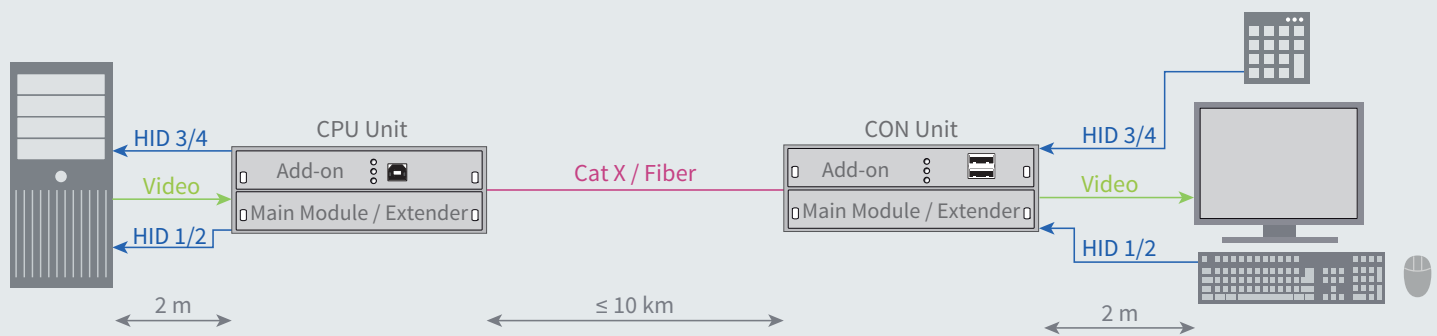 CPU Unit
CON Unit
HID 3/4
Add-on
Cat X / Fiber
Add-on
HID 3/4
Video
Main Module / Extender
Main Module / Extender
Video
HID 1/2
HID 1/2
2 m
≤ 10 km
2 m